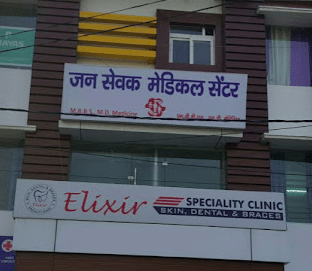 जन सेवक मेडिकल सेंटर
M.B.B.S., M.D. Medicine
Elixir
SPECIALITY CLINIC
SKIN, DENTAL & BRACES